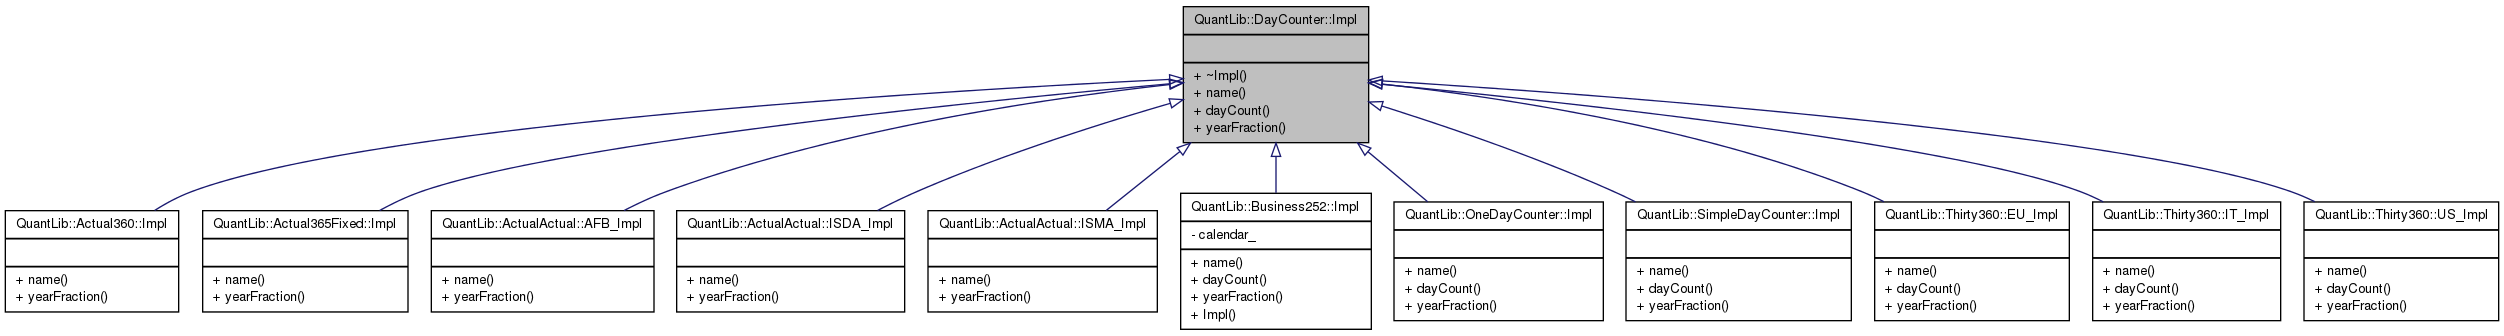 QuantLib::DayCounter::Impl
+ ~Impl()
+ name()
+ dayCount()
+ yearFraction()
QuantLib::Actual360::Impl
+ name()
+ yearFraction()
QuantLib::Actual365Fixed::Impl
+ name()
+ yearFraction()
QuantLib::ActualActual::AFB_Impl
+ name()
+ yearFraction()
QuantLib::ActualActual::ISDA_Impl
+ name()
+ yearFraction()
QuantLib::ActualActual::ISMA_Impl
+ name()
+ yearFraction()
QuantLib::Business252::Impl
- calendar_
+ name()
+ dayCount()
+ yearFraction()
+ Impl()
QuantLib::OneDayCounter::Impl
+ name()
+ dayCount()
+ yearFraction()
QuantLib::SimpleDayCounter::Impl
+ name()
+ dayCount()
+ yearFraction()
QuantLib::Thirty360::EU_Impl
+ name()
+ dayCount()
+ yearFraction()
QuantLib::Thirty360::IT_Impl
+ name()
+ dayCount()
+ yearFraction()
QuantLib::Thirty360::US_Impl
+ name()
+ dayCount()
+ yearFraction()